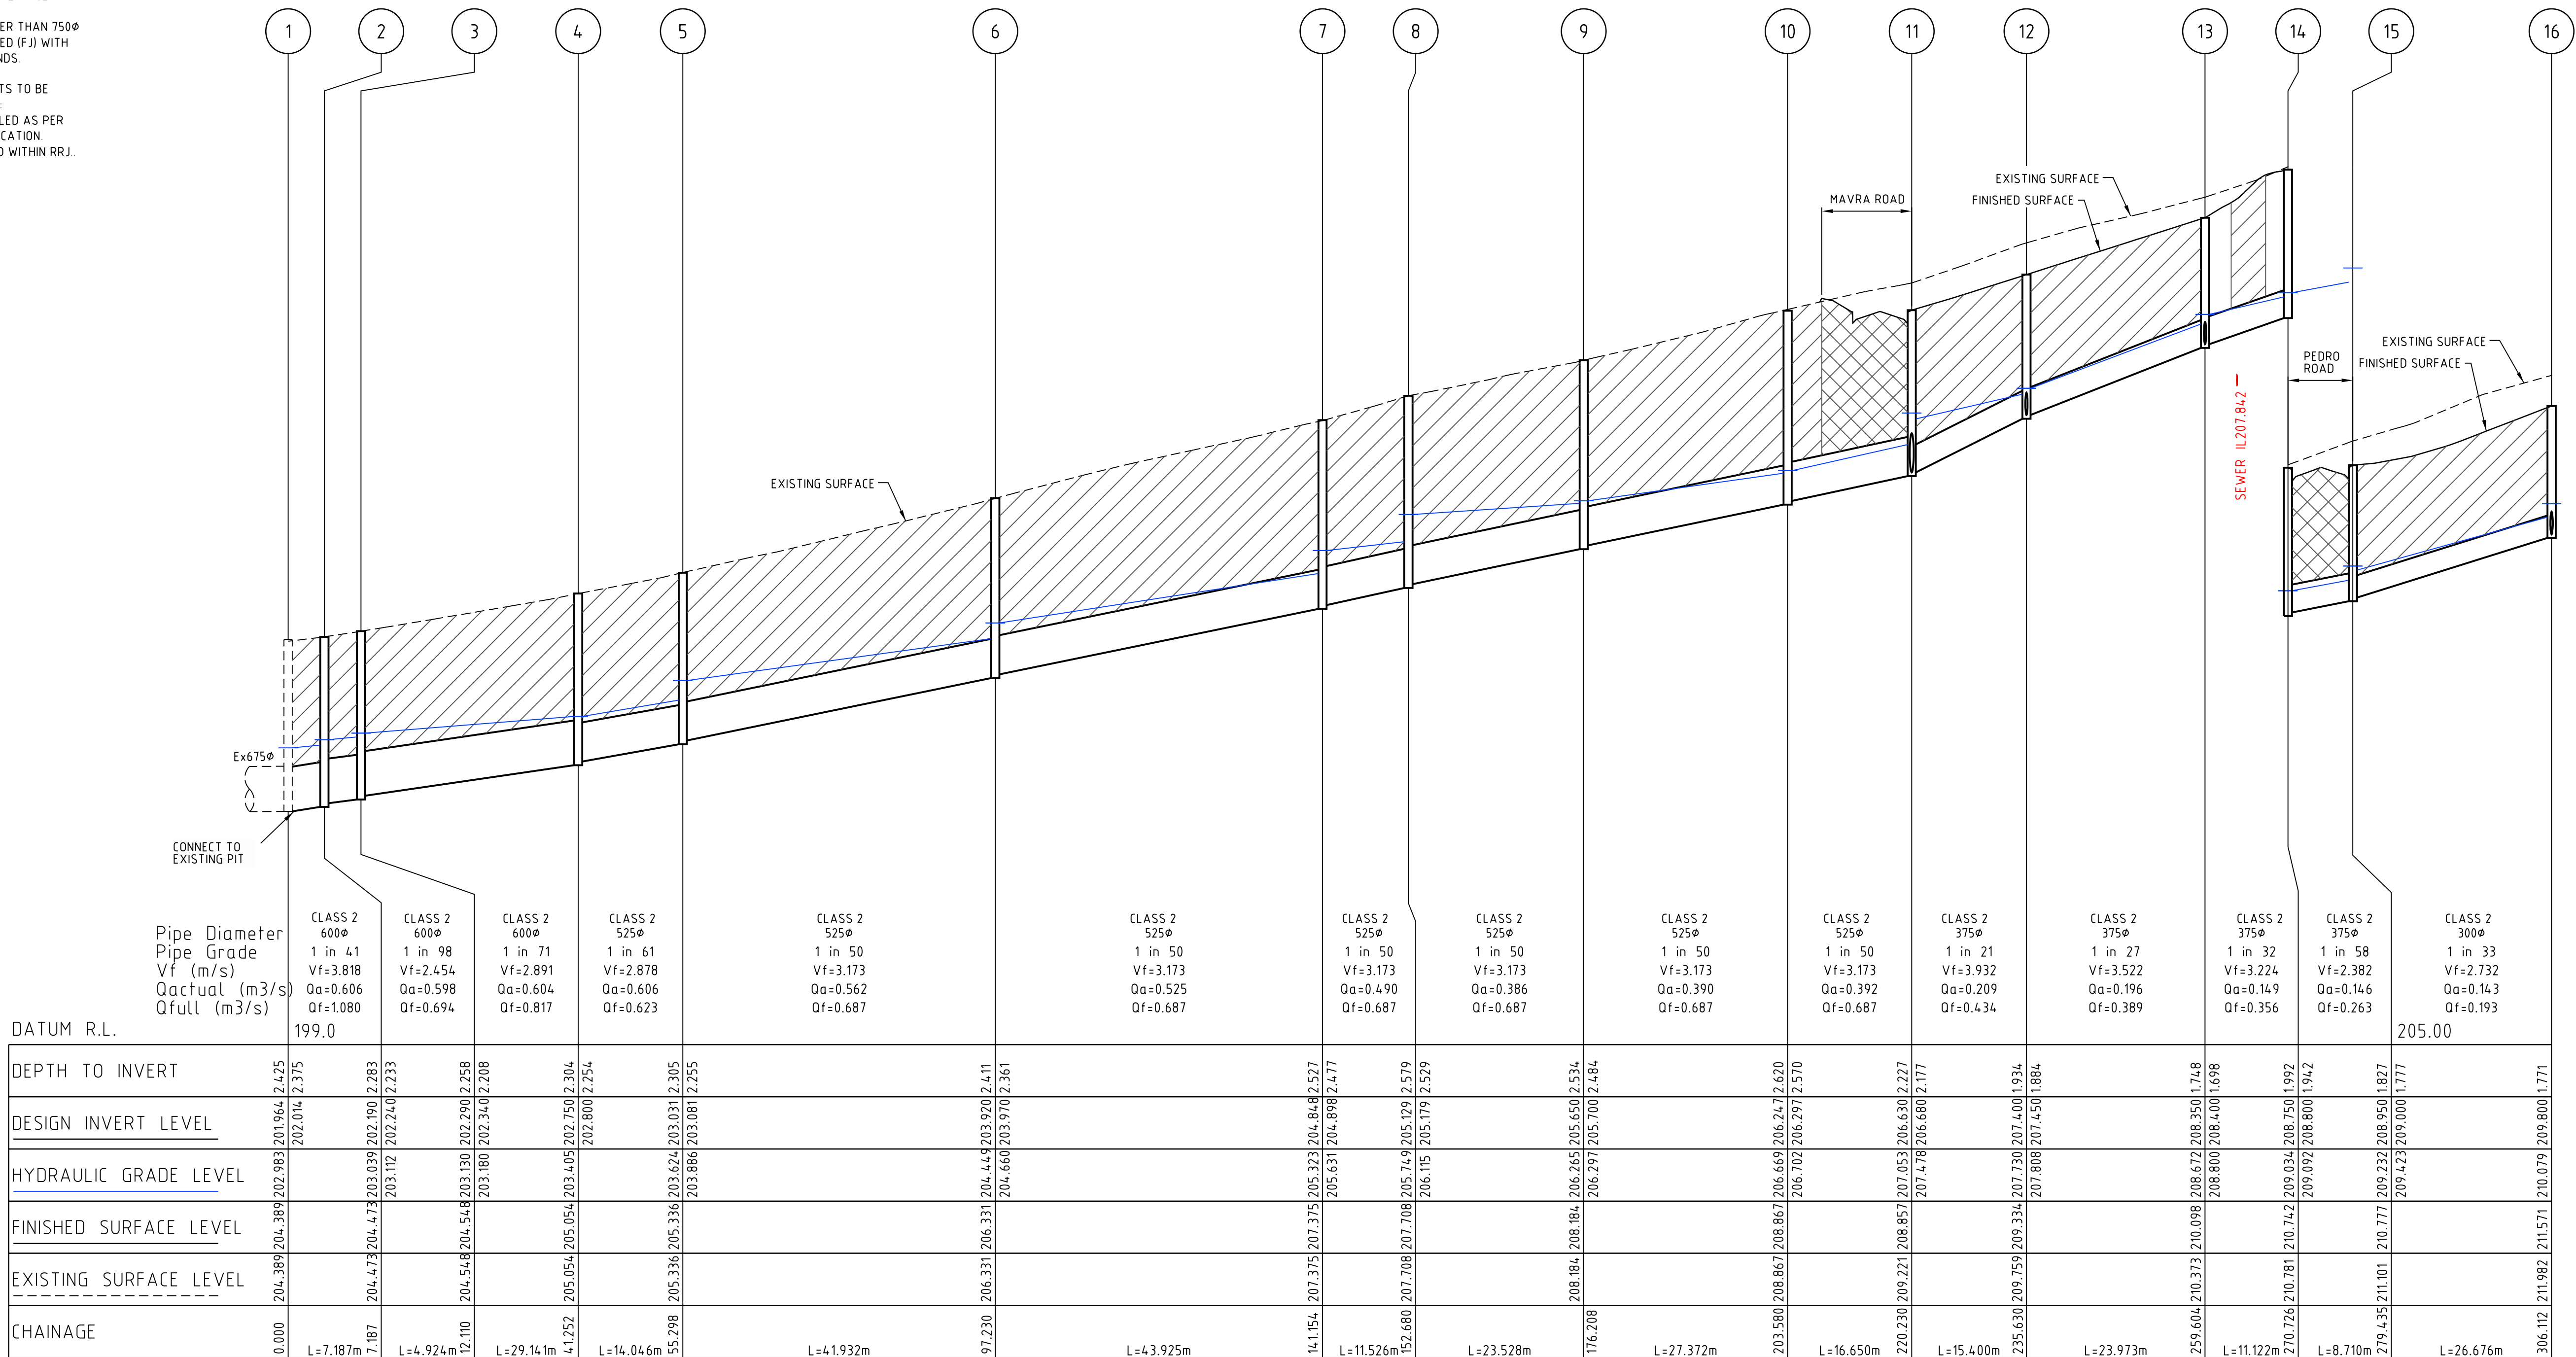 ER THAN 750Ø
ED (FJ) WITH
NDS.
TS TO BE
LED AS PER
CATION.
D WITHIN RRJ..
1 2 3 4 5 6 7 8 9 10 11 12 13 14 15 16
EXISTING SURFACE
FINISHED SURFACE
MAVRA ROAD
EXISTING SURFACE
FINISHED SURFACE
PEDRO
ROAD
SEWER IL207.842
EXISTING SURFACE
Ex675Ø
CONNECT TO
EXISTING PIT
CLASS 2 CLASS 2 CLASS 2 CLASS 2 CLASS 2 CLASS 2 CLASS 2 CLASS 2 CLASS 2 CLASS 2 CLASS 2 CLASS 2 CLASS 2 CLASS 2 CLASS 2
Pipe Diameter 600Ø 600Ø 600Ø 525Ø 525Ø 525Ø 525Ø 525Ø 525Ø 525Ø 375Ø 375Ø 375Ø 375Ø 300Ø
Pipe Grade 1 in 41 1 in 98 1 in 71 1 in 61 1 in 50 1 in 50 1 in 50 1 in 50 1 in 50 1 in 50 1 in 21 1 in 27 1 in 32 1 in 58 1 in 33
Vf (m/s) Vf=3.818 Vf=2.454 Vf=2.891 Vf=2.878 Vf=3.173 Vf=3.173 Vf=3.173 Vf=3.173 Vf=3.173 Vf=3.173 Vf=3.932 Vf=3.522 Vf=3.224 Vf=2.382 Vf=2.732
Qactual (m3/s) Qa=0.606 Qa=0.598 Qa=0.604 Qa=0.606 Qa=0.562 Qa=0.525 Qa=0.490 Qa=0.386 Qa=0.390 Qa=0.392 Qa=0.209 Qa=0.196 Qa=0.149 Qa=0.146 Qa=0.143
Qfull (m3/s) Qf=1.080 Qf=0.694 Qf=0.817 Qf=0.623 Qf=0.687 Qf=0.687 Qf=0.687 Qf=0.687 Qf=0.687 Qf=0.687 Qf=0.434 Qf=0.389 Qf=0.356 Qf=0.263 Qf=0.193
DATUM R.L. 199.0 205.00
DEPTH TO INVERT 2.425 2.375 2.283 2.233 2.258 2.208 2.304 2.254 2.305 2.255 2.411 2.361 2.527 2.477 2.579 2.529 2.534 2.484 2.620 2.570 2.227 2.177 1.934 1.884 1.748 1.698 1.992 1.942 1.827 1.777 1.771
DESIGN INVERT LEVEL 201.964 202.014 202.190 202.240 202.290 202.340 202.750 202.800 203.031 203.081 203.920 203.970 204.848 204.898 205.129 205.179 205.650 205.700 206.247 206.297 206.630 206.680 207.400 207.450 208.350 208.400 208.750 208.800 208.950 209.000 209.800
HYDRAULIC GRADE LEVEL 202.983 203.039 203.112 203.130 203.180 203.405 203.624 203.886 204.449 204.660 205.323 205.631 205.749 206.115 206.265 206.297 206.669 206.702 207.053 207.478 207.730 207.808 208.672 208.800 209.034 209.092 209.232 209.423 210.079
FINISHED SURFACE LEVEL 204.389 204.473 204.548 205.054 205.336 206.331 207.375 207.708 208.184 208.867 208.857 209.334 210.098 210.742 210.777 211.571
EXISTING SURFACE LEVEL 204.389 204.473 204.548 205.054 205.336 206.331 207.375 207.708 208.184 208.867 209.221 209.759 210.373 210.781 211.101 211.982
CHAINAGE 0.000 7.187 12.110 41.252 55.298 97.230 141.154 152.680 176.208 203.580 220.230 235.630 259.604 270.726 279.435 306.112
L=7.187m L=4.924m L=29.141m L=14.046m L=41.932m L=43.925m L=11.526m L=23.528m L=27.372m L=16.650m L=15.400m L=23.973m L=11.122m L=8.710m L=26.676m